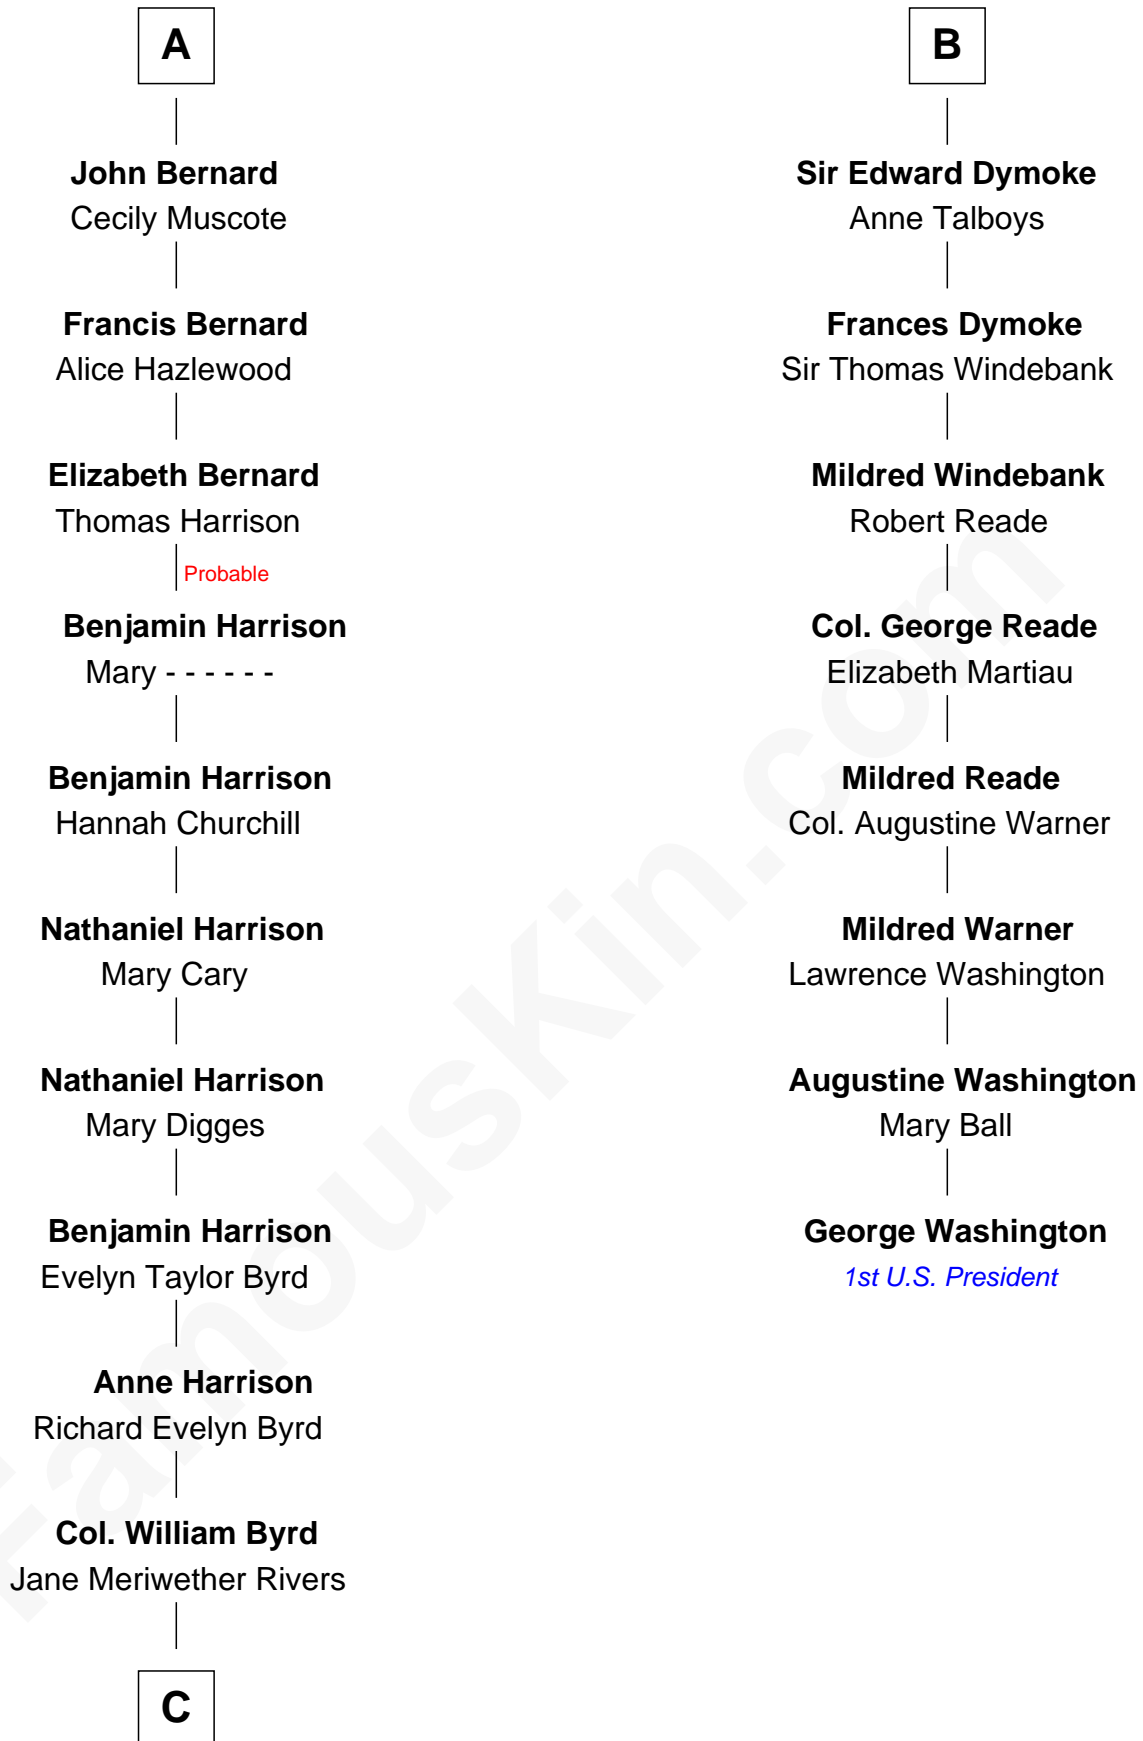 A
John Bernard
Cecily Muscote
Francis Bernard
Alice Hazlewood
Elizabeth Bernard
Thomas Harrison
Probable
Benjamin Harrison
Mary - - - - - -
Benjamin Harrison
Hannah Churchill
Nathaniel Harrison
Mary Cary
Nathaniel Harrison
Mary Digges
Benjamin Harrison
Evelyn Taylor Byrd
Anne Harrison
Richard Evelyn Byrd
Col. William Byrd
Jane Meriwether Rivers
C
B
Sir Edward Dymoke
Anne Talboys
Frances Dymoke
Sir Thomas Windebank
Mildred Windebank
Robert Reade
Col. George Reade
Elizabeth Martiau
Mildred Reade
Col. Augustine Warner
Mildred Warner
Lawrence Washington
Augustine Washington
Mary Ball
George Washington
1st U.S. President
FamousKin.com